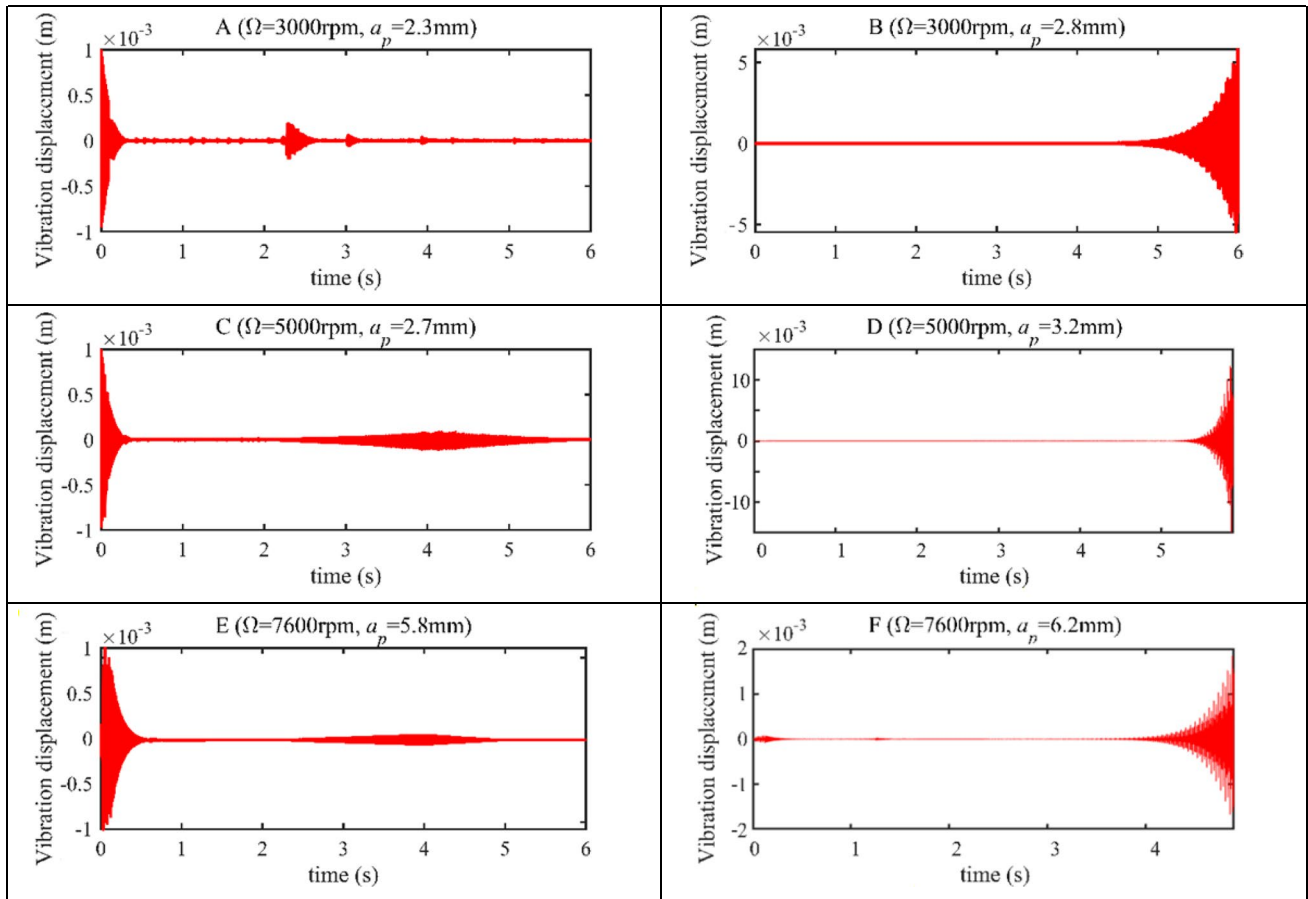 A (Ω=3000rpm, aₚ=2.3mm)
×10⁻³
Vibration displacement (m)
1
0.5
0
-0.5
-1
0 1 2 3 4 5 6
time (s)
B (Ω=3000rpm, aₚ=2.8mm)
×10⁻³
Vibration displacement (m)
5
0
-5
0 1 2 3 4 5 6
time (s)
C (Ω=5000rpm, aₚ=2.7mm)
×10⁻³
Vibration displacement (m)
1
0.5
0
-0.5
-1
0 1 2 3 4 5 6
time (s)
D (Ω=5000rpm, aₚ=3.2mm)
×10⁻³
Vibration displacement (m)
10
0
-10
0 1 2 3 4 5
time (s)
E (Ω=7600rpm, aₚ=5.8mm)
×10⁻³
Vibration displacement (m)
1
0.5
0
-0.5
-1
0 1 2 3 4 5 6
time (s)
F (Ω=7600rpm, aₚ=6.2mm)
×10⁻³
Vibration displacement (m)
2
1
0
-1
-2
0 1 2 3 4
time (s)